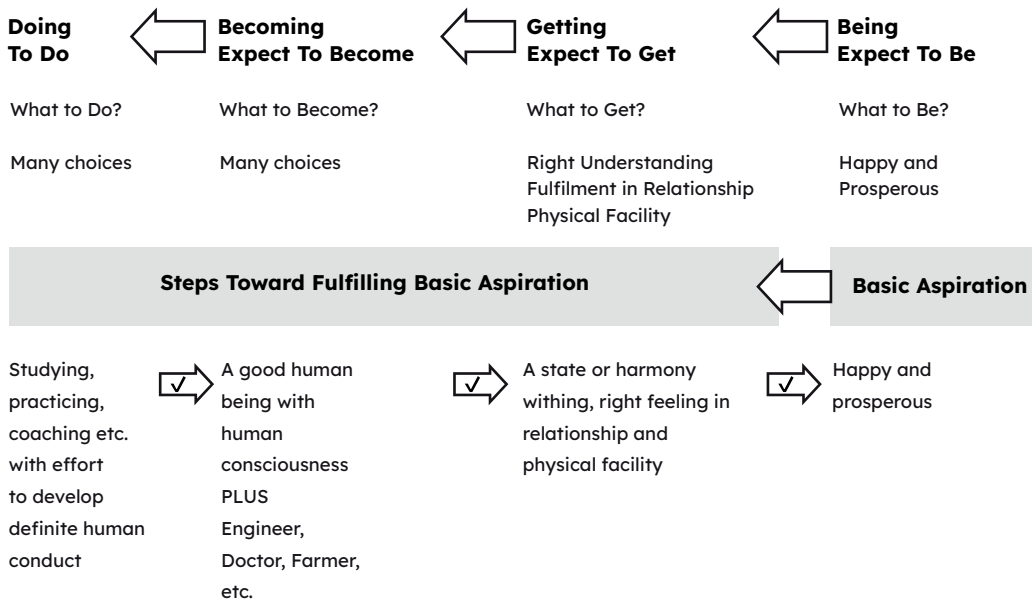 Doing
To Do
Becoming
Expect To Become
Getting
Expect To Get
Being
Expect To Be
What to Do?
What to Become?
What to Get?
What to Be?
Many choices
Many choices
Right Understanding
Fulfilment in Relationship
Physical Facility
Happy and
Prosperous
Steps Toward Fulfilling Basic Aspiration
Basic Aspiration
Studying,
practicing,
coaching etc.
with effort
to develop
definite human
conduct
A good human
being with
human
consciousness
PLUS
Engineer,
Doctor, Farmer,
etc.
A state or harmony
withing, right feeling in
relationship and
physical facility
Happy and
prosperous